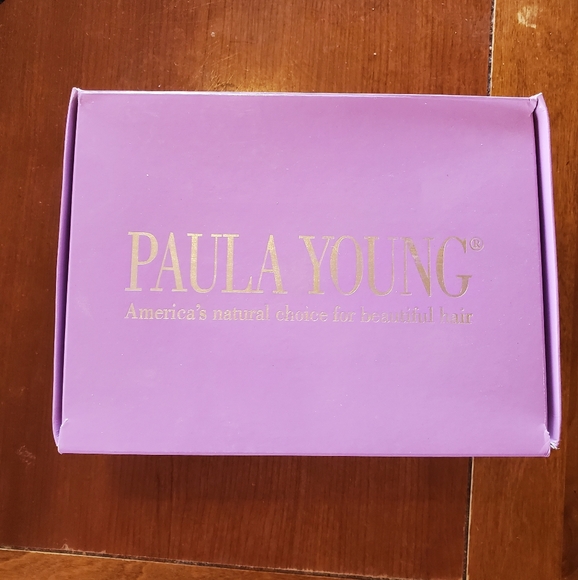 PAULA YOUNG®
America's natural choice for beautiful hair